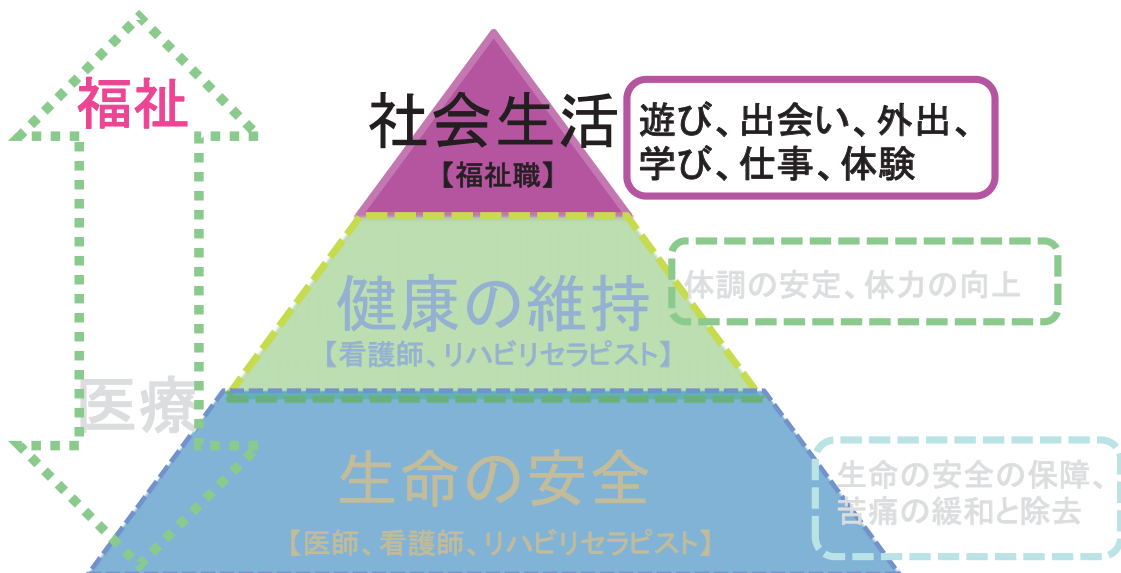 福祉
社会生活
【福祉職】
遊び、出会い、外出、
学び、仕事、体験
健康の維持
【看護師、リハビリセラピスト】
体調の安定、体力の向上
医療
生命の安全
【医師、看護師、リハビリセラピスト】
生命の安全の保障、
苦痛の緩和と除去